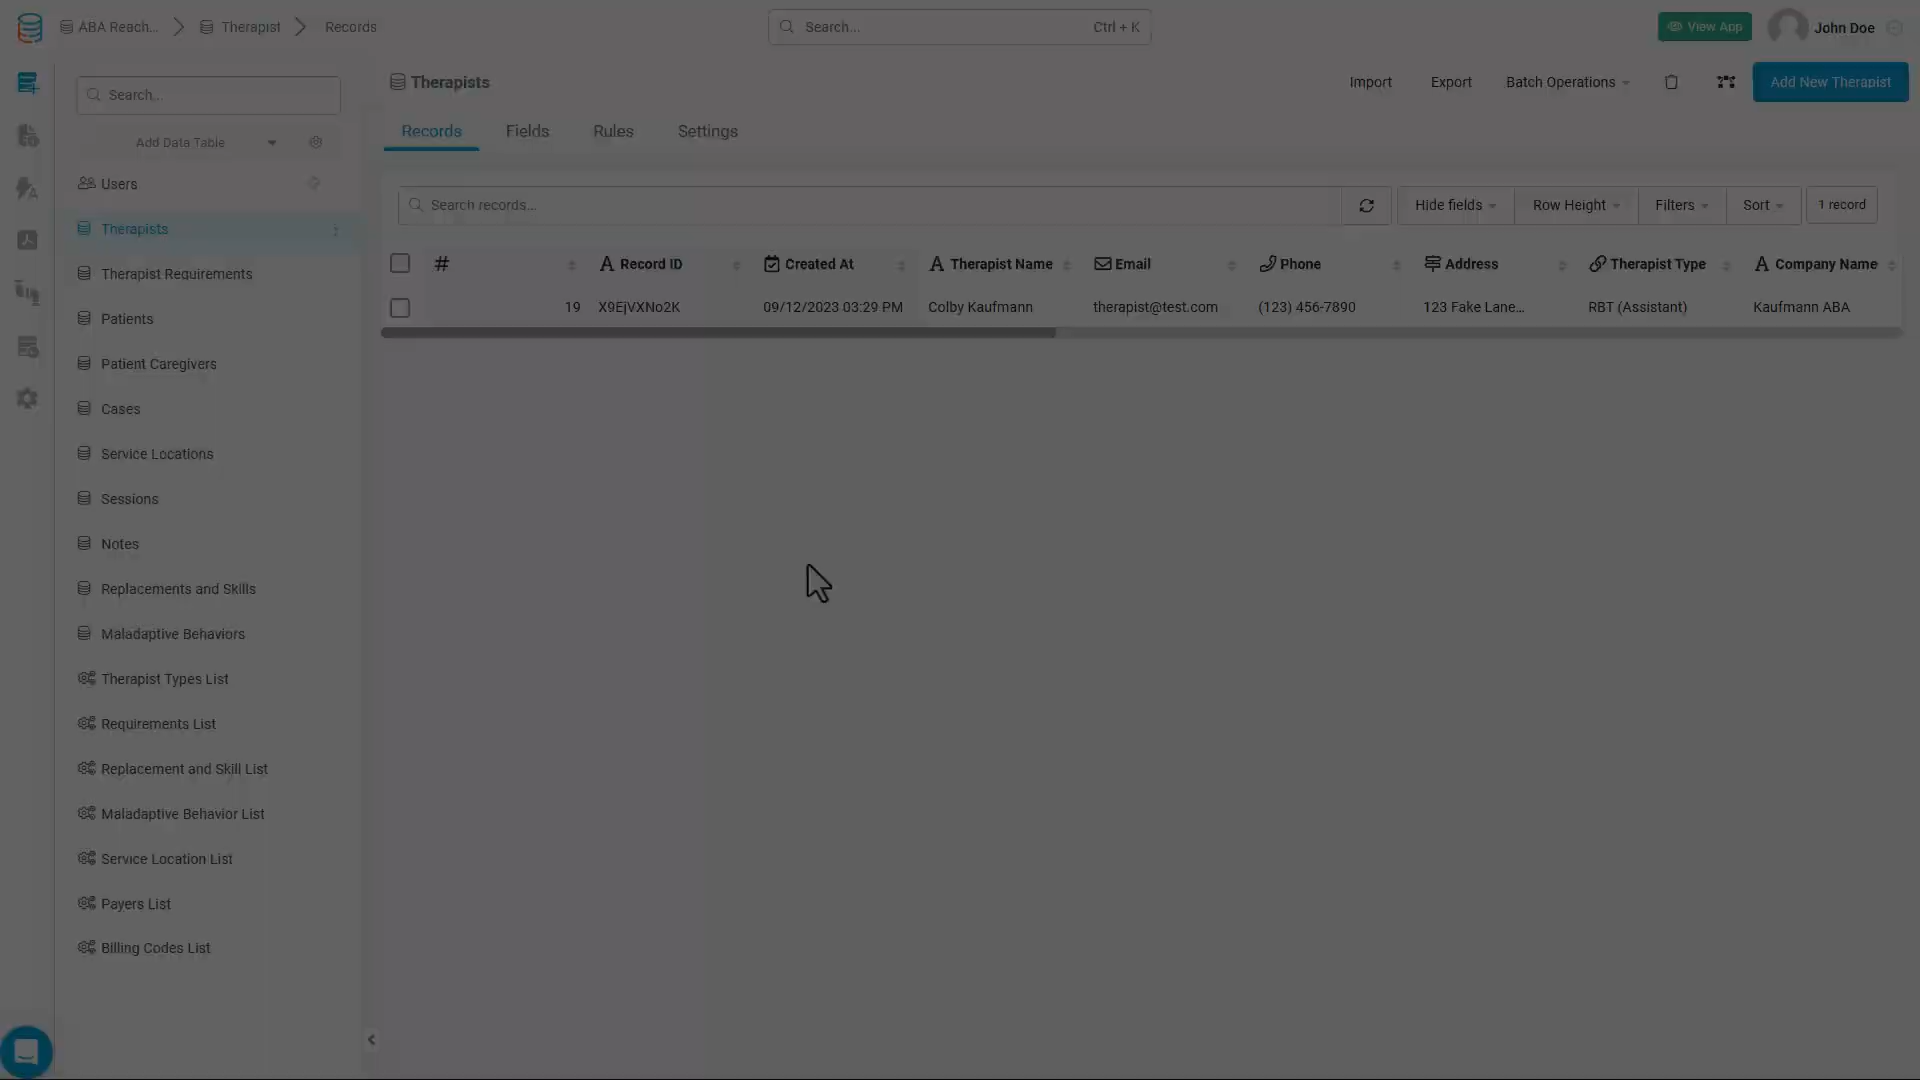 ABA Reach... Therapist Records
Search... Ctrl + K
View App
John Doe
Search...
Add Data Table
Users
Therapists
Therapist Requirements
Patients
Patient Caregivers
Cases
Service Locations
Sessions
Notes
Replacements and Skills
Maladaptive Behaviors
Therapist Types List
Requirements List
Replacement and Skill List
Maladaptive Behavior List
Service Location List
Payers List
Billing Codes List
Therapists
Import Export Batch Operations Add New Therapist
Records Fields Rules Settings
Search records... Hide fields Row Height Filters Sort 1 record
# Record ID Created At Therapist Name Email Phone Address Therapist Type Company Name
19 X9EjVXNo2K 09/12/2023 03:29 PM Colby Kaufmann therapist@test.com (123) 456-7890 123 Fake Lane... RBT (Assistant) Kaufmann ABA